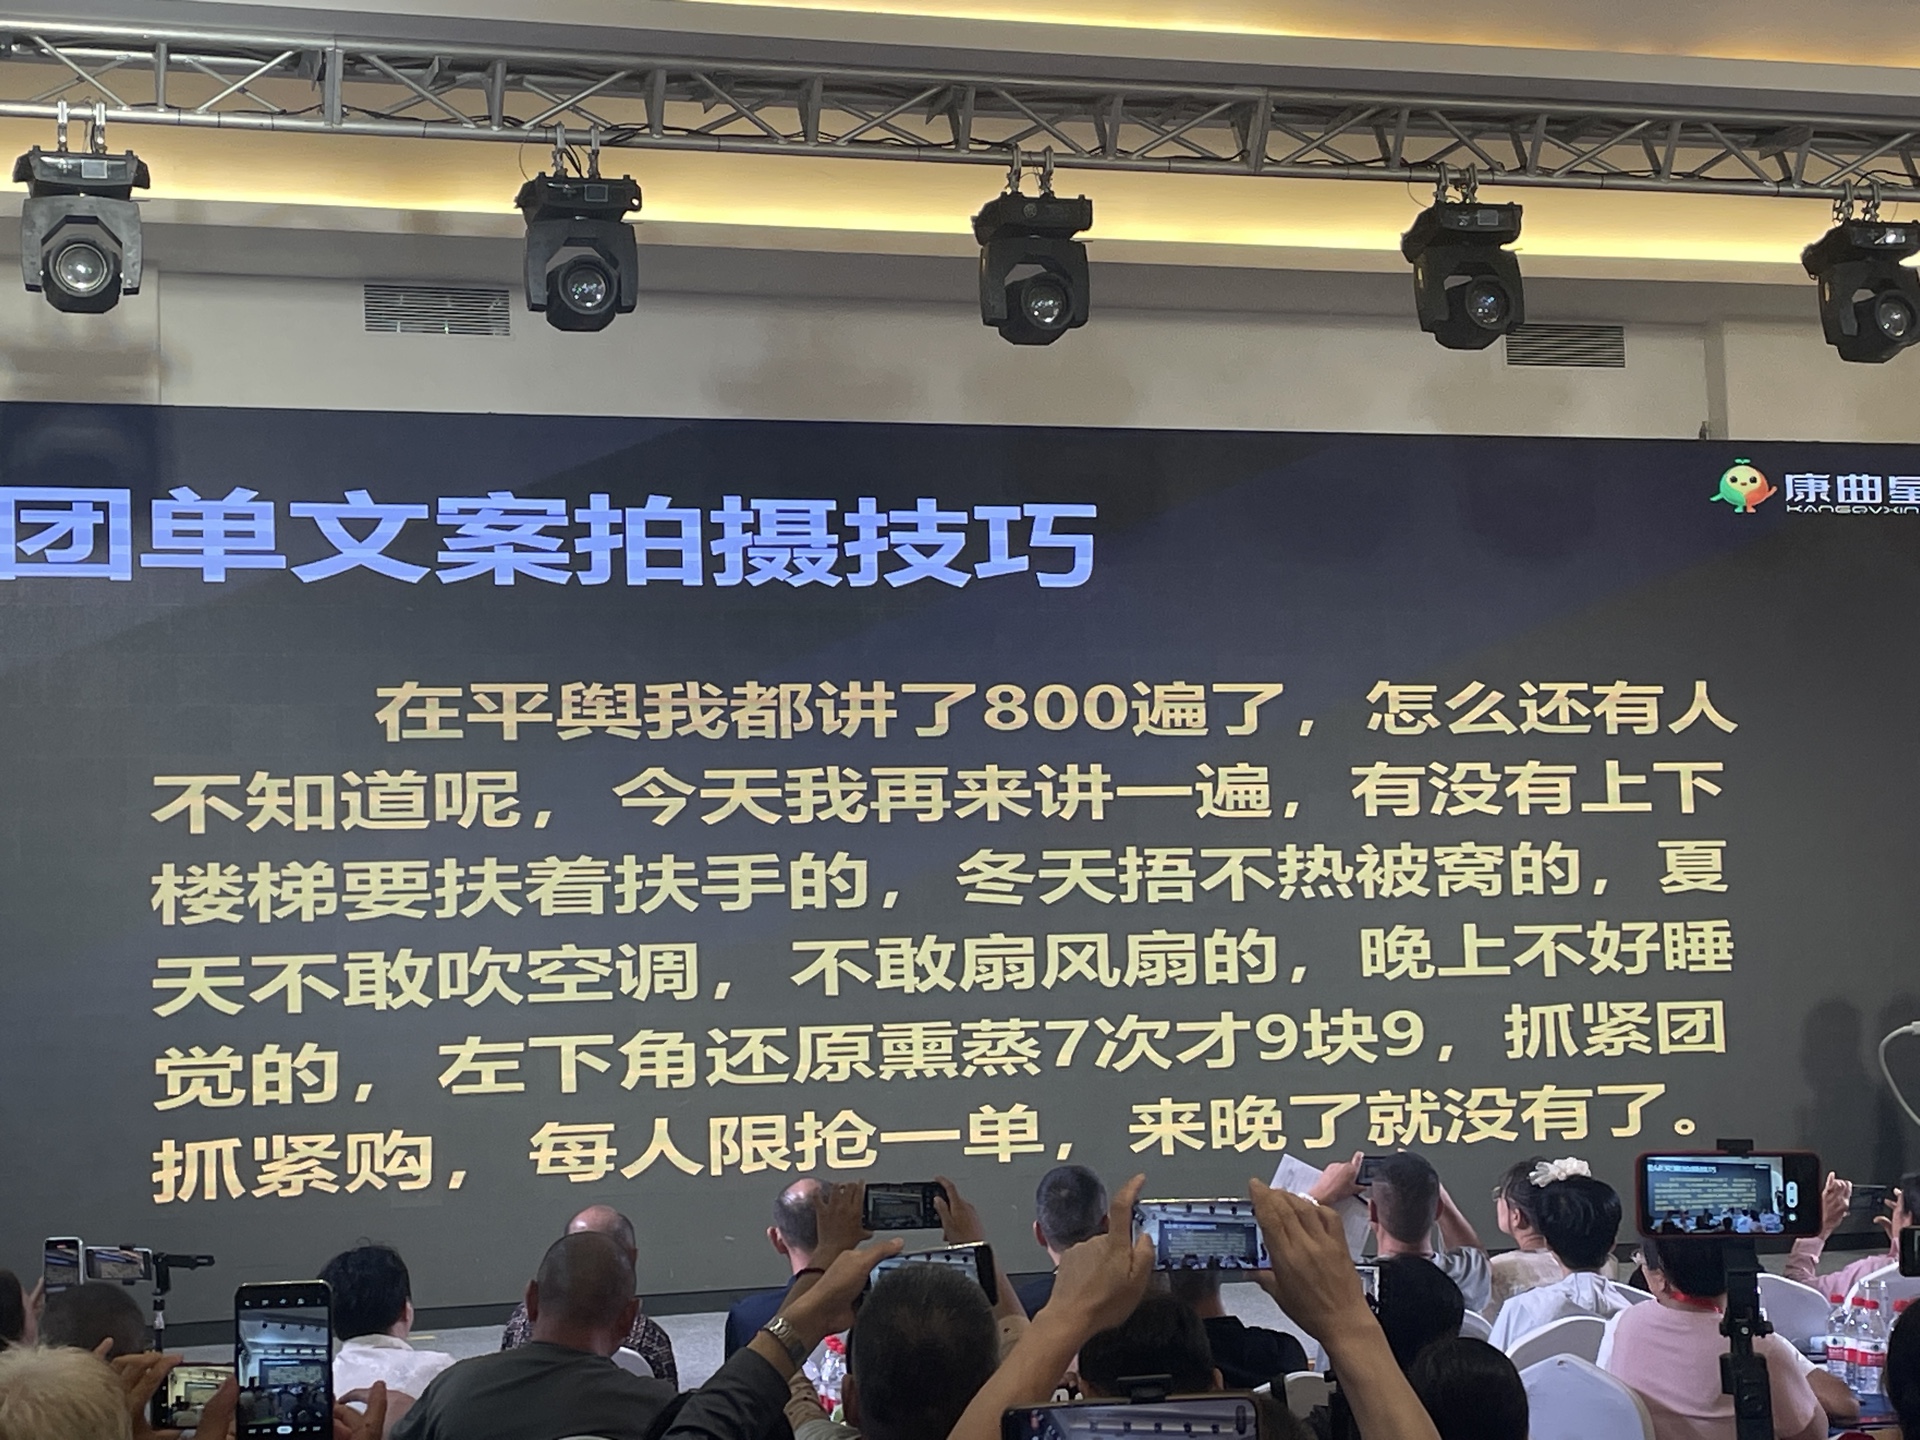 团单文案拍摄技巧
康曲星
KANGQVXIN
在平舆我都讲了800遍了，怎么还有人
不知道呢，今天我再来讲一遍，有没有上下
楼梯要扶着扶手的，冬天捂不热被窝的，夏
天不敢吹空调，不敢扇风扇的，晚上不好睡
觉的，左下角还原熏蒸7次才9块9，抓紧团
抓紧购，每人限抢一单，来晚了就没有了。